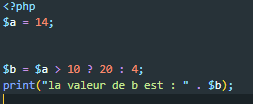 <?php
$a = 14;
$b = $a > 10 ? 20 : 4;
print("la valeur de b est : " . $b);